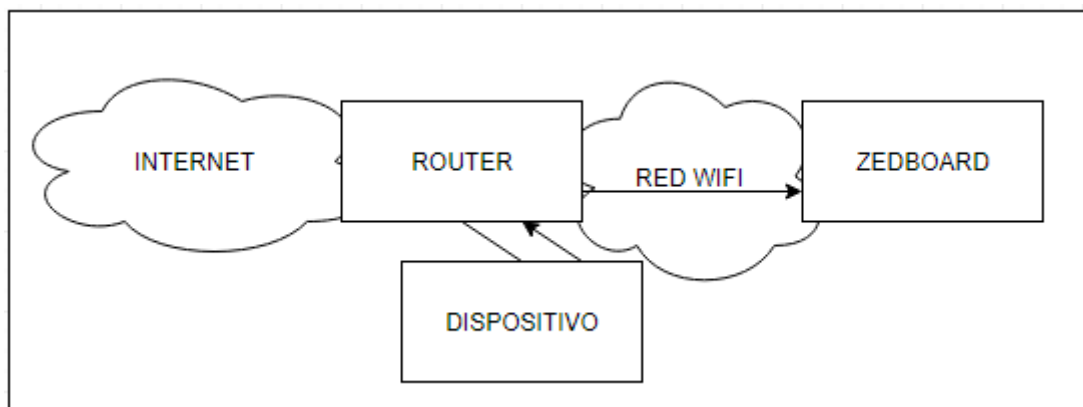 INTERNET
ROUTER
RED WIFI
ZEDBOARD
DISPOSITIVO